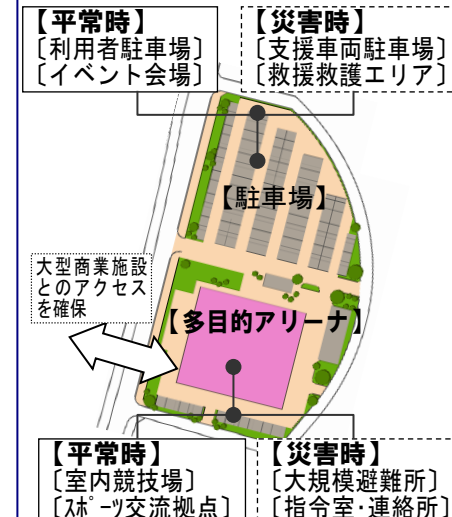 【平常時】
〔利用者駐車場〕
〔イベント会場〕
【災害時】
〔支援車両駐車場〕
〔救援救護エリア〕
【駐車場】
大型商業施設
とのアクセス
を確保
【多目的アリーナ】
【平常時】
〔室内競技場〕
〔ｽﾎﾟｰﾂ交流拠点〕
【災害時】
〔大規模避難所〕
〔指令室･連絡所〕